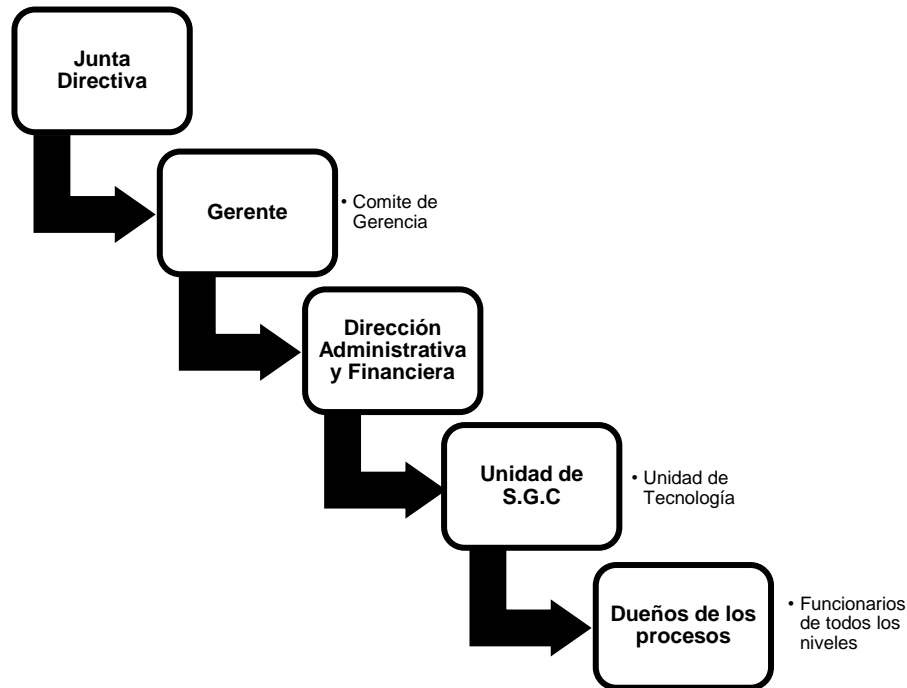 Junta
Directiva
Gerente
• Comite de
Gerencia
Dirección
Administrativa
y Financiera
Unidad de
S.G.C
• Unidad de
Tecnología
Dueños de los
procesos
• Funcionarios
de todos los
niveles